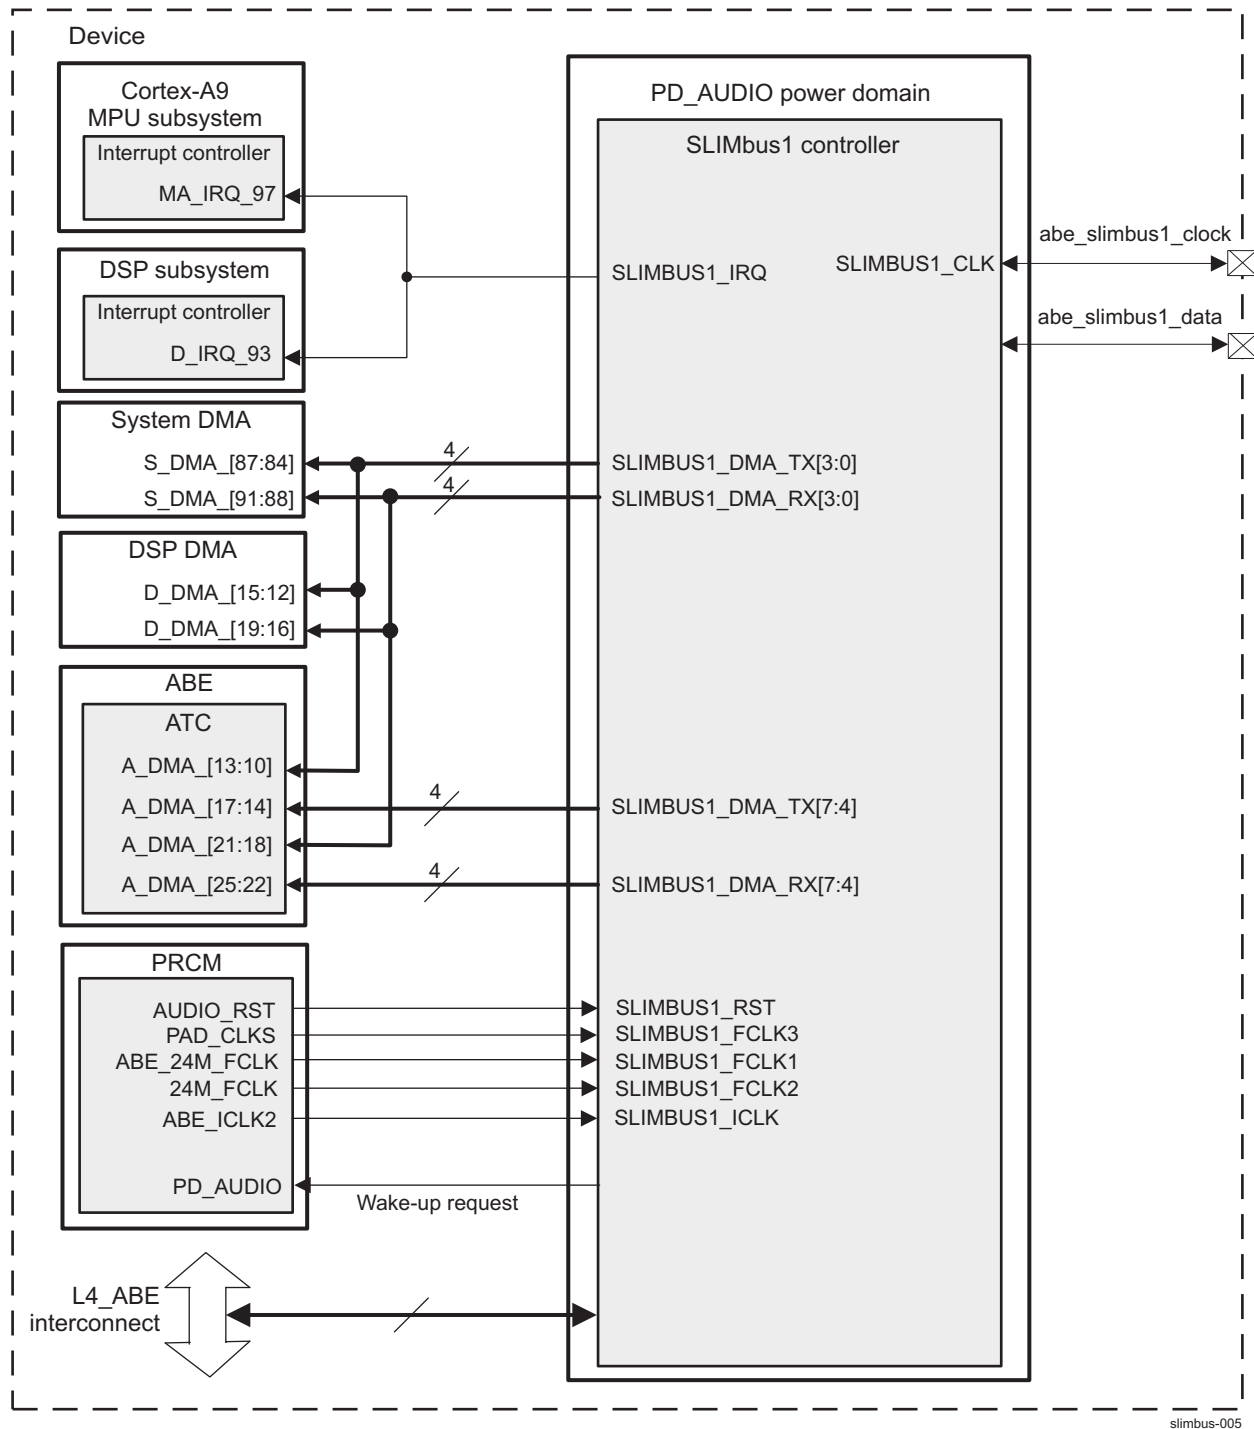 Device
Cortex-A9
MPU subsystem
Interrupt controller
MA_IRQ_97
DSP subsystem
Interrupt controller
D_IRQ_93
System DMA
S_DMA_[87:84]
S_DMA_[91:88]
DSP DMA
D_DMA_[15:12]
D_DMA_[19:16]
ABE
ATC
A_DMA_[13:10]
A_DMA_[17:14]
A_DMA_[21:18]
A_DMA_[25:22]
PRCM
AUDIO_RST
PAD_CLKS
ABE_24M_FCLK
24M_FCLK
ABE_ICLK2
PD_AUDIO
Wake-up request
L4_ABE
interconnect
4
4
4
4
PD_AUDIO power domain
SLIMbus1 controller
SLIMBUS1_IRQ
SLIMBUS1_CLK
SLIMBUS1_DMA_TX[3:0]
SLIMBUS1_DMA_RX[3:0]
SLIMBUS1_DMA_TX[7:4]
SLIMBUS1_DMA_RX[7:4]
SLIMBUS1_RST
SLIMBUS1_FCLK3
SLIMBUS1_FCLK1
SLIMBUS1_FCLK2
SLIMBUS1_ICLK
abe_slimbus1_clock
abe_slimbus1_data
slimbus-005